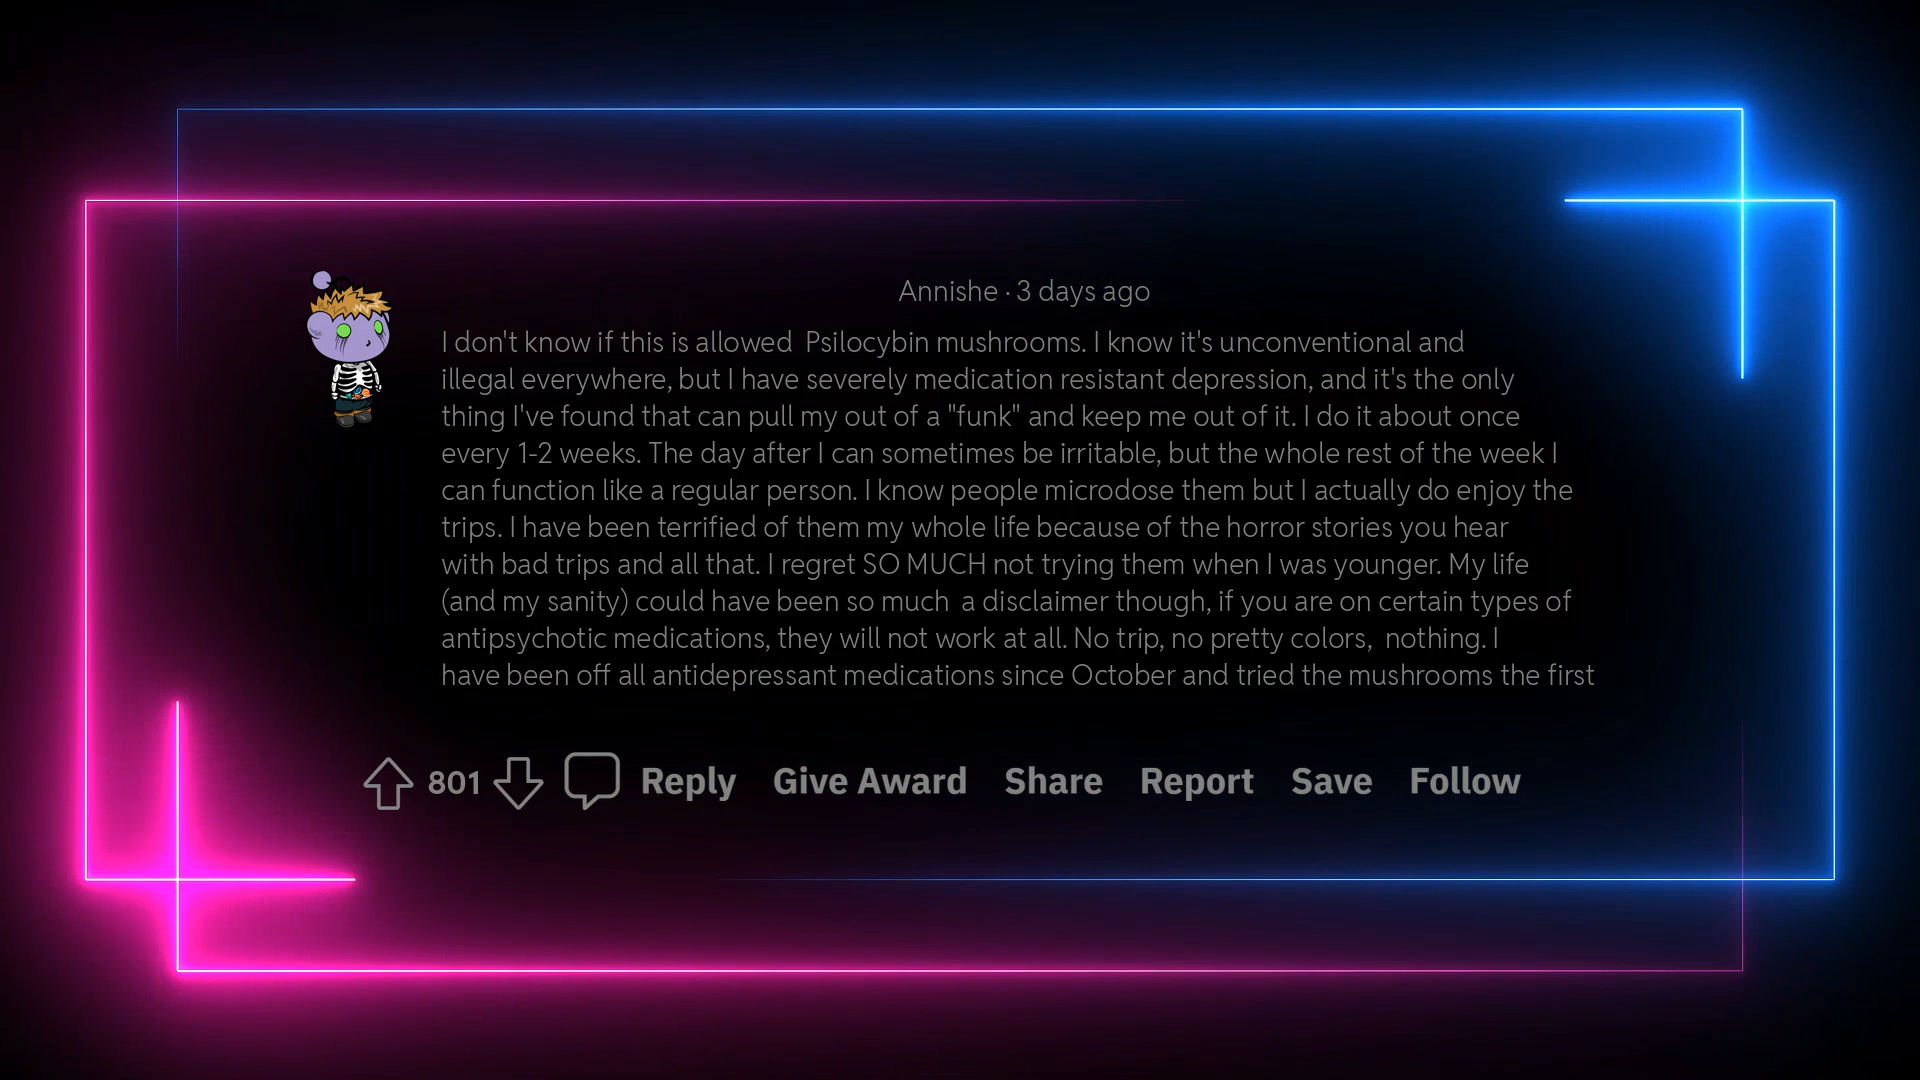 Annishe · 3 days ago
I don't know if this is allowed  Psilocybin mushrooms. I know it's unconventional and
illegal everywhere, but I have severely medication resistant depression, and it's the only
thing I've found that can pull my out of a "funk" and keep me out of it. I do it about once
every 1-2 weeks. The day after I can sometimes be irritable, but the whole rest of the week I
can function like a regular person. I know people microdose them but I actually do enjoy the
trips. I have been terrified of them my whole life because of the horror stories you hear
with bad trips and all that. I regret SO MUCH not trying them when I was younger. My life
(and my sanity) could have been so much  a disclaimer though, if you are on certain types of
antipsychotic medications, they will not work at all. No trip, no pretty colors,  nothing. I
have been off all antidepressant medications since October and tried the mushrooms the first
801 Reply Give Award Share Report Save Follow